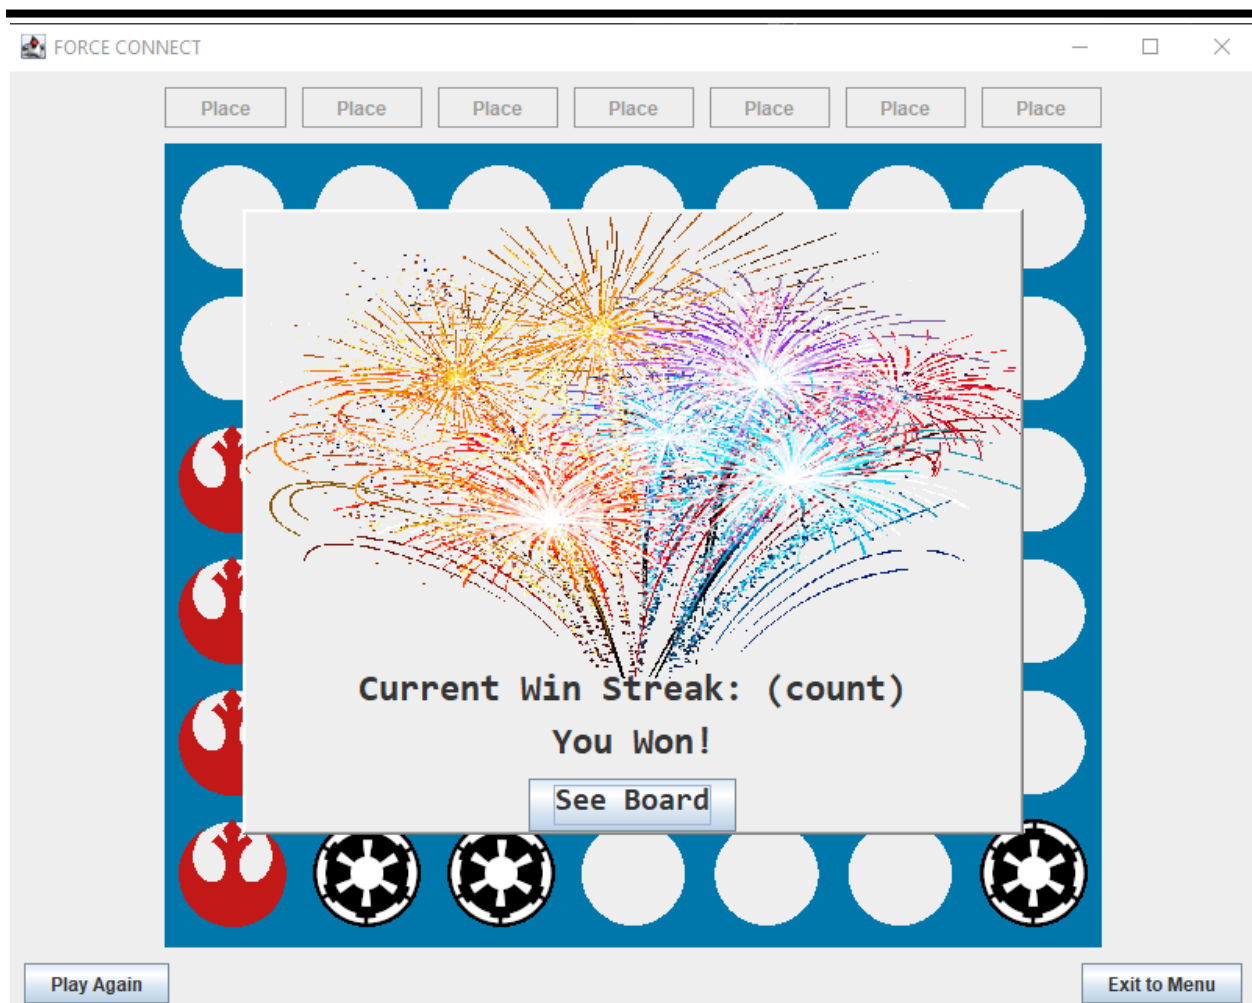 FORCE CONNECT
Place Place Place Place Place Place Place
Current Win Streak: (count)
You Won!
See Board
Play Again Exit to Menu